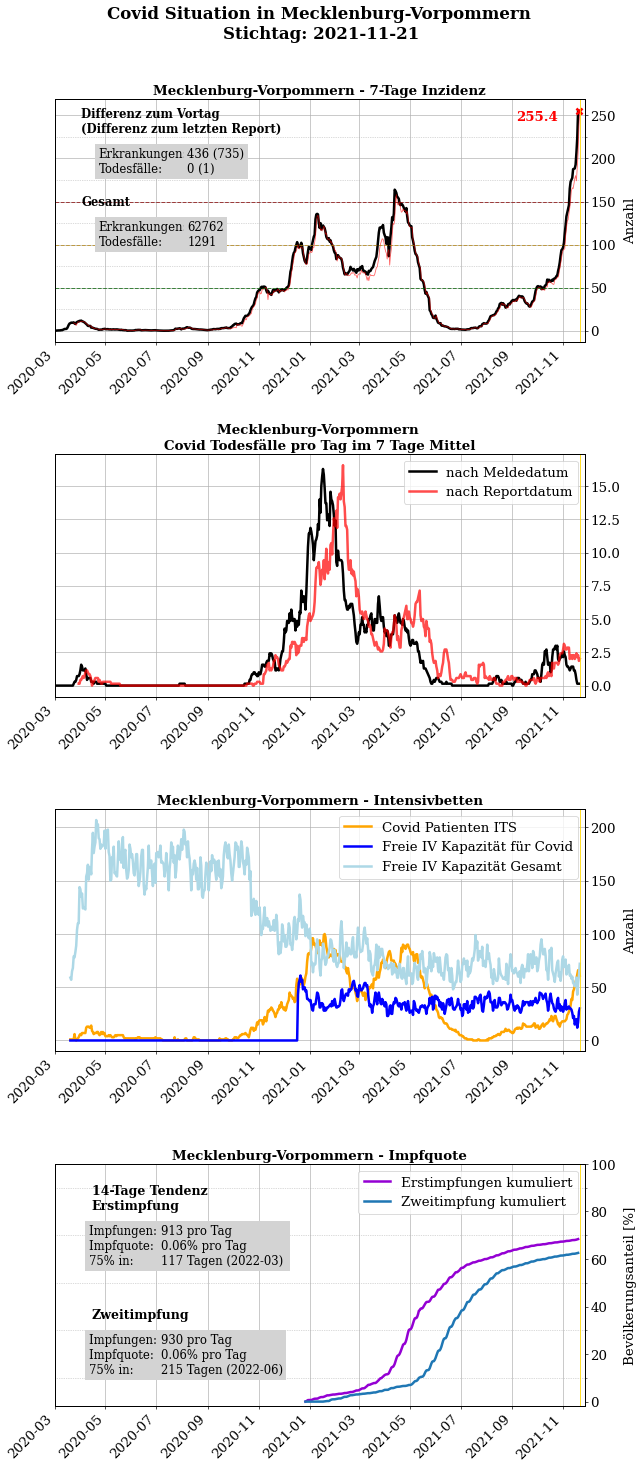 Covid Situation in Mecklenburg-Vorpommern
Stichtag: 2021-11-21
Mecklenburg-Vorpommern - 7-Tage Inzidenz
Differenz zum Vortag
(Differenz zum letzten Report)
Erkrankungen 436 (735)
Todesfälle: 0 (1)
Gesamt
Erkrankungen 62762
Todesfälle: 1291
255.4
250
200
150
100
50
0
Anzahl
2020-03 2020-05 2020-07 2020-09 2020-11 2021-01 2021-03 2021-05 2021-07 2021-09 2021-11
Mecklenburg-Vorpommern
Covid Todesfälle pro Tag im 7 Tage Mittel
nach Meldedatum
nach Reportdatum
15.0
12.5
10.0
7.5
5.0
2.5
0.0
2020-03 2020-05 2020-07 2020-09 2020-11 2021-01 2021-03 2021-05 2021-07 2021-09 2021-11
Mecklenburg-Vorpommern - Intensivbetten
Covid Patienten ITS
Freie IV Kapazität für Covid
Freie IV Kapazität Gesamt
200
150
100
50
0
Anzahl
2020-03 2020-05 2020-07 2020-09 2020-11 2021-01 2021-03 2021-05 2021-07 2021-09 2021-11
Mecklenburg-Vorpommern - Impfquote
14-Tage Tendenz
Erstimpfung
Impfungen: 913 pro Tag
Impfquote: 0.06% pro Tag
75% in: 117 Tagen (2022-03)
Zweitimpfung
Impfungen: 930 pro Tag
Impfquote: 0.06% pro Tag
75% in: 215 Tagen (2022-06)
Erstimpfungen kumuliert
Zweitimpfung kumuliert
100
80
60
40
20
0
Bevölkerungsanteil [%]
2020-03 2020-05 2020-07 2020-09 2020-11 2021-01 2021-03 2021-05 2021-07 2021-09 2021-11